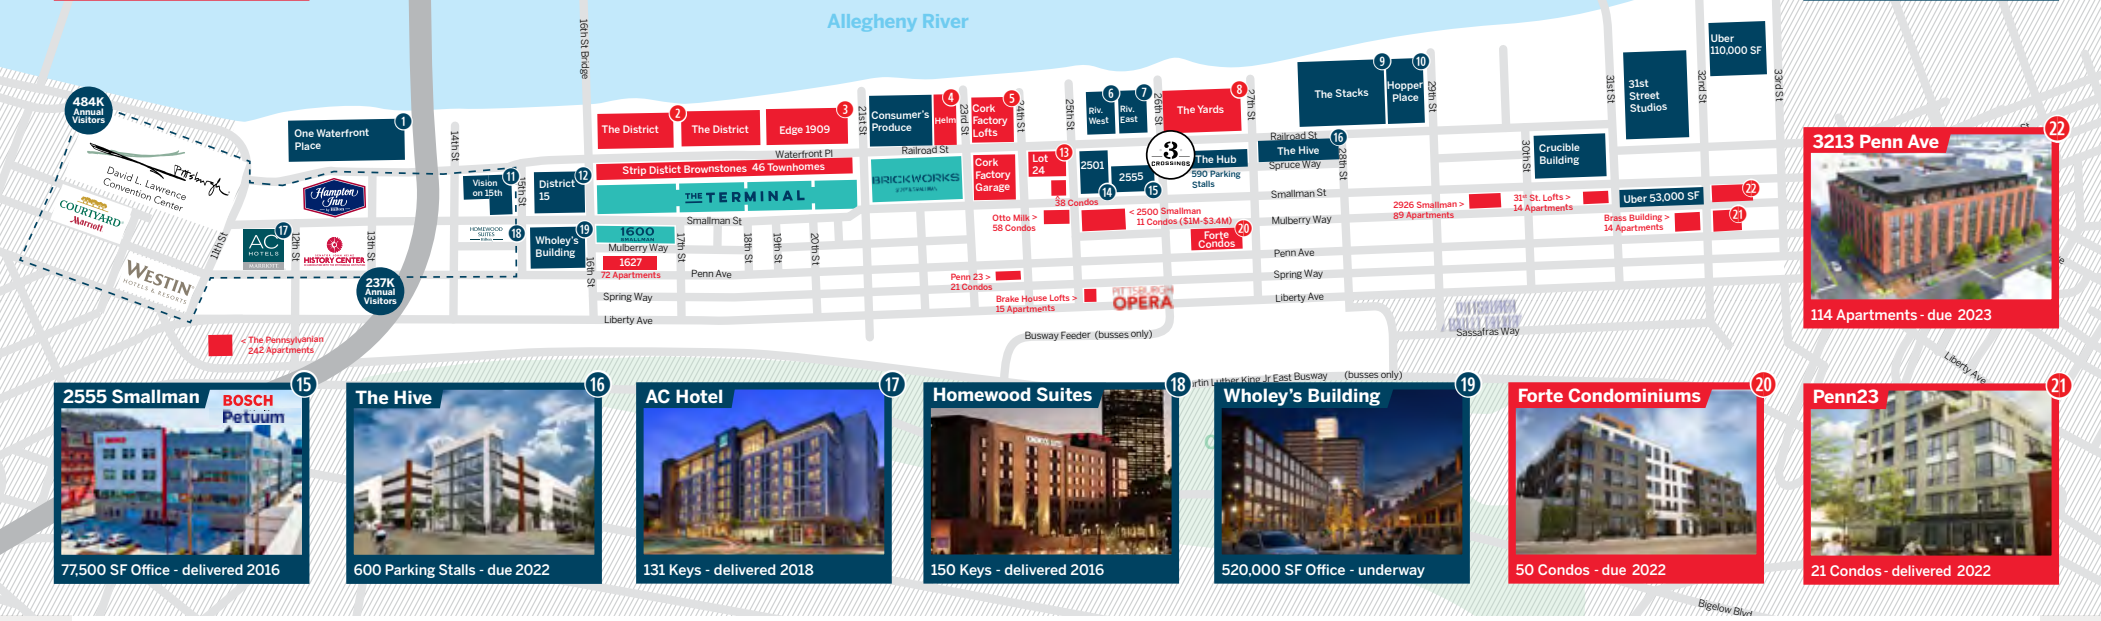 Allegheny River
16th St Bridge
484K
Annual
Visitors
David L. Lawrence
Convention Center
Pittsburgh
COURTYARD
Marriott
WESTIN
HOTELS & RESORTS
11th St
One Waterfront
Place
1
Hampton
Inn
by Hilton
17
AC
HOTELS
MARRIOTT
12th St
HISTORY CENTER
13th St
237K
Annual
Visitors
14th St
Vision
on 15th
11
15th St
HOMEWOOD
SUITES
18
District
15
12
Wholey's
Building
19
16th St
The District
2
The District
Edge 1909
3
Waterfront Pl
Strip Distict Brownstones 46 Townhomes
THE TERMINAL
Smallman St
1600
SMALLMAN
Mulberry Way
1627
72 Apartments
17th St
18th St
19th St
20th St
Penn Ave
Spring Way
Liberty Ave
< The Pennsylvanian
242 Apartments
21st St
Consumer's
Produce
Helm
4
23rd St
Railroad St
BRICKWORKS
Cork
Factory
Lofts
5
24th St
Cork
Factory
Garage
Lot
24
13
38 Condos
Otto Milk >
58 Condos
Penn 23 >
21 Condos
Brake House Lofts >
15 Apartments
PITTSBURGH
OPERA
25th St
Riv.
West
6
Riv.
East
7
26th St
2501
14
2555
15
3
CROSSINGS
< 2500 Smallman
11 Condos ($1M-$3.4M)
The Yards
8
27th St
The Hub
590 Parking
Stalls
Forte
Condos
20
Railroad St
The Hive
16
Spruce Way
28th St
Smallman St
Mulberry Way
Penn Ave
Spring Way
Liberty Ave
Busway Feeder (busses only)
rtin Luther King Jr East Busway (busses only)
The Stacks
9
Hopper
Place
10
29th St
2926 Smallman >
89 Apartments
31st St. Lofts >
14 Apartments
30th St
Crucible
Building
31st St
31st
Street
Studios
32nd St
Uber
110,000 SF
33rd St
Uber 53,000 SF
22
Brass Building >
14 Apartments
21
Sassafras Way
Liberty Ave
Bigelow Blvd
3213 Penn Ave
22
114 Apartments - due 2023
2555 Smallman
15
BOSCH
Petuum
77,500 SF Office - delivered 2016
The Hive
16
600 Parking Stalls - due 2022
AC Hotel
17
131 Keys - delivered 2018
Homewood Suites
18
150 Keys - delivered 2016
Wholey's Building
19
520,000 SF Office - underway
Forte Condominiums
20
50 Condos - due 2022
Penn23
21
21 Condos - delivered 2022